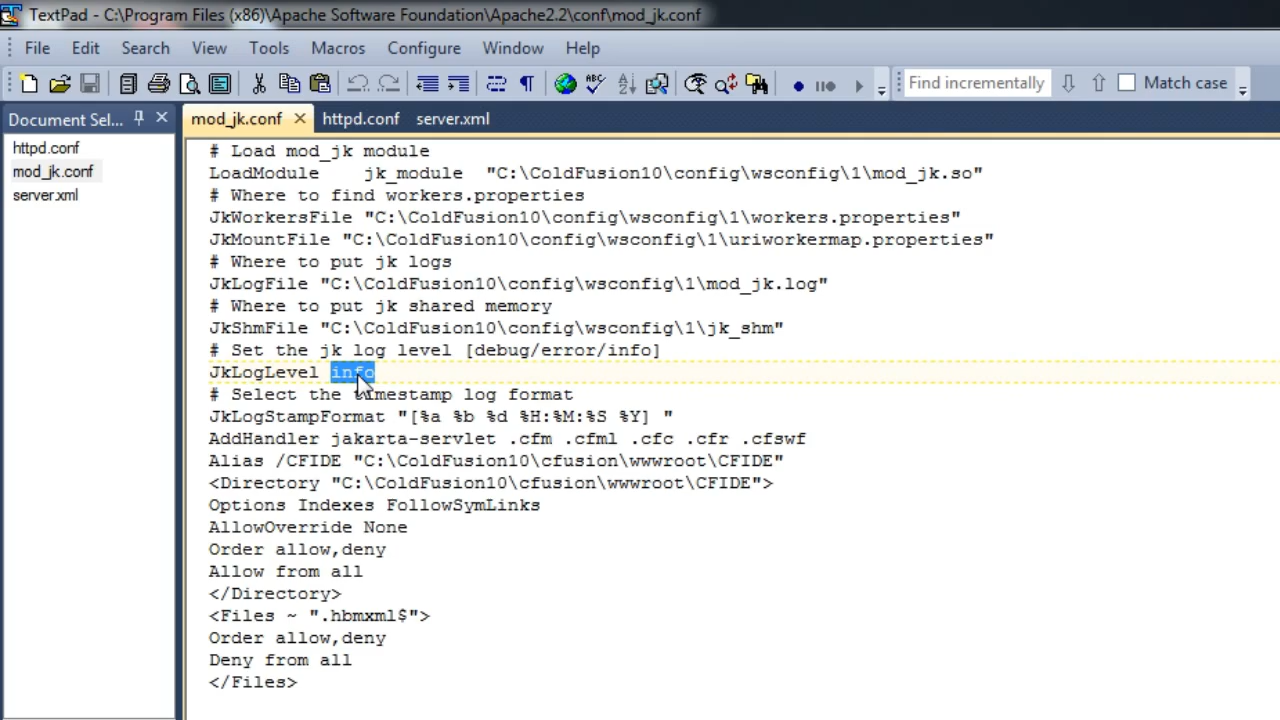 TextPad - C:\Program Files (x86)\Apache Software Foundation\Apache2.2\conf\mod_jk.conf
File Edit Search View Tools Macros Configure Window Help
Find incrementally Match case
Document Sel...
httpd.conf
mod_jk.conf
server.xml
mod_jk.conf httpd.conf server.xml
# Load mod_jk module
LoadModule    jk_module  "C:\ColdFusion10\config\wsconfig\1\mod_jk.so"
# Where to find workers.properties
JkWorkersFile "C:\ColdFusion10\config\wsconfig\1\workers.properties"
JkMountFile "C:\ColdFusion10\config\wsconfig\1\uriworkermap.properties"
# Where to put jk logs
JkLogFile "C:\ColdFusion10\config\wsconfig\1\mod_jk.log"
# Where to put jk shared memory
JkShmFile "C:\ColdFusion10\config\wsconfig\1\jk_shm"
# Set the jk log level [debug/error/info]
JkLogLevel info
# Select the timestamp log format
JkLogStampFormat "[%a %b %d %H:%M:%S %Y] "
AddHandler jakarta-servlet .cfm .cfml .cfc .cfr .cfswf
Alias /CFIDE "C:\ColdFusion10\cfusion\wwwroot\CFIDE"
<Directory "C:\ColdFusion10\cfusion\wwwroot\CFIDE">
Options Indexes FollowSymLinks
AllowOverride None
Order allow,deny
Allow from all
</Directory>
<Files ~ ".hbmxml$">
Order allow,deny
Deny from all
</Files>